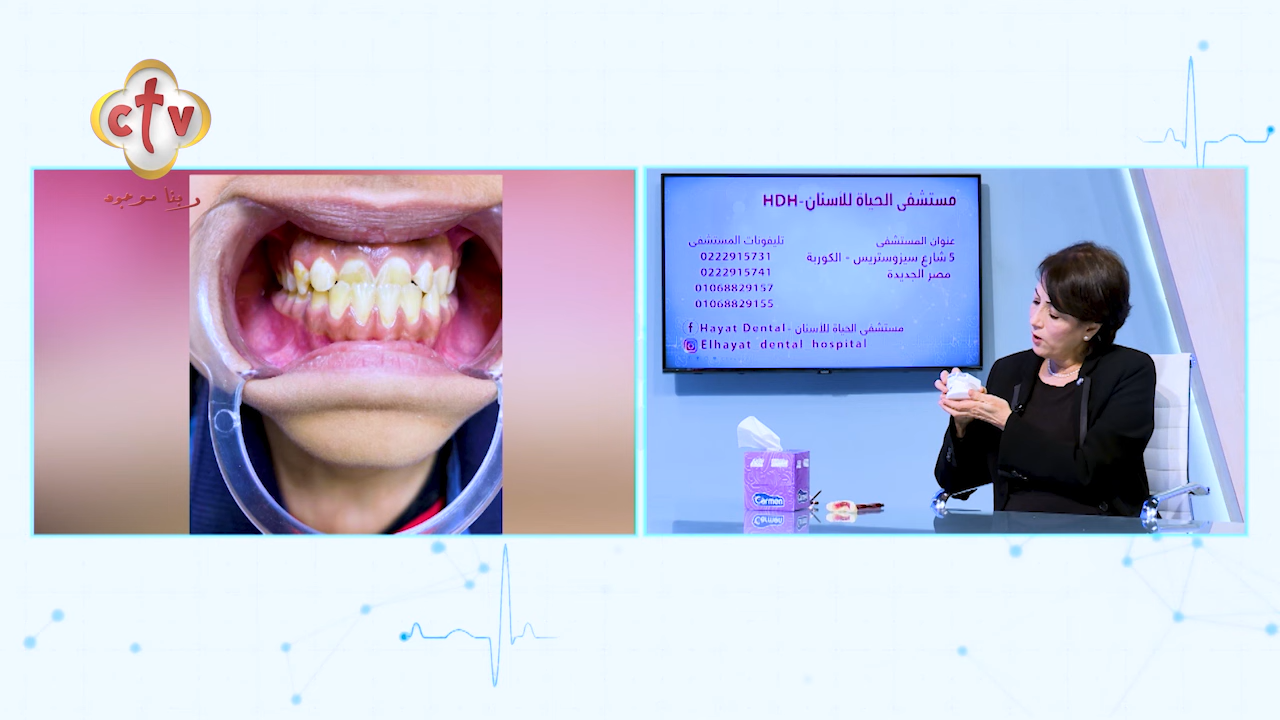 ctv
ربنا موجود
مستشفى الحياة للاسنان-HDH
عنوان المستشفى
5 شارع سيزوستريس - الكوربة
مصر الجديدة
تليفونات المستشفى
0222915731
0222915741
01068829157
01068829155
Hayat Dental - مستشفى الحياة للأسنان
Elhayat dental hospital
Carmen